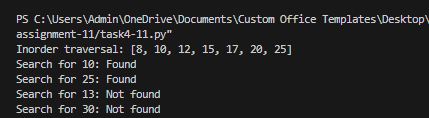 PS C:\Users\Admin\OneDrive\Documents\Custom Office Templates\Desktop\
assignment-11/task4-11.py"
Inorder traversal: [8, 10, 12, 15, 17, 20, 25]
Search for 10: Found
Search for 25: Found
Search for 13: Not found
Search for 30: Not found